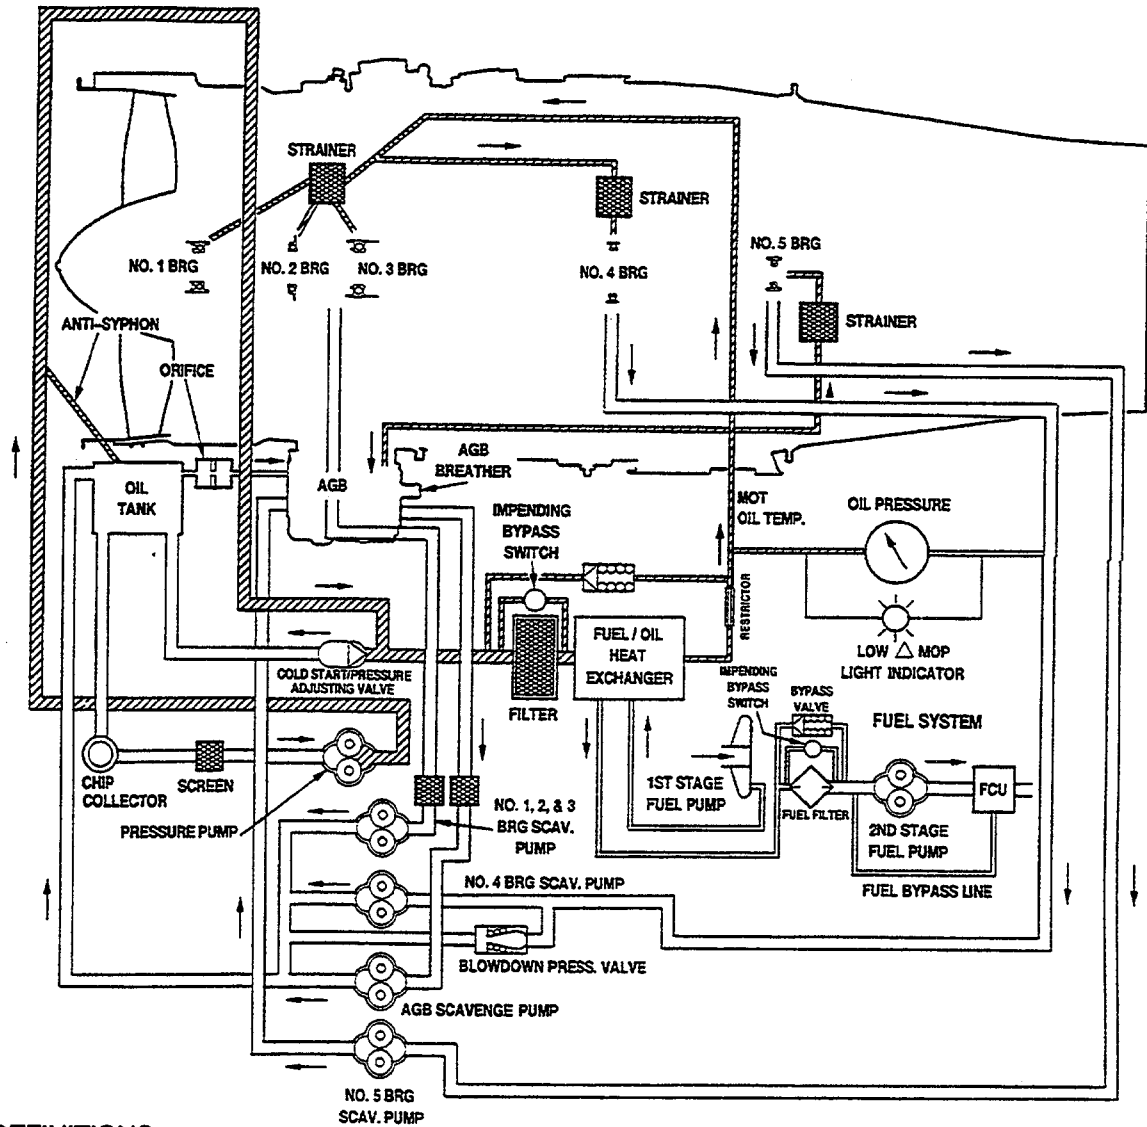 STRAINER
STRAINER
NO. 5 BRG
NO. 1 BRG
NO. 2 BRG
NO. 3 BRG
NO. 4 BRG
ANTI-SYPHON
STRAINER
ORIFICE
AGB
BREATHER
OIL
TANK
AGB
IMPENDING
BYPASS
SWITCH
MOT
OIL TEMP.
OIL PRESSURE
RESTRICTOR
FUEL / OIL
HEAT
EXCHANGER
LOW △ MOP
LIGHT INDICATOR
COLD START/PRESSURE
ADJUSTING VALVE
FILTER
IMPENDING
BYPASS
SWITCH
BYPASS
VALVE
FUEL SYSTEM
CHIP
COLLECTOR
SCREEN
1ST STAGE
FUEL PUMP
FCU
FUEL FILTER
PRESSURE PUMP
NO. 1, 2, & 3
BRG SCAV.
PUMP
2ND STAGE
FUEL PUMP
NO. 4 BRG SCAV. PUMP
FUEL BYPASS LINE
BLOWDOWN PRESS. VALVE
AGB SCAVENGE PUMP
NO. 5 BRG
SCAV. PUMP